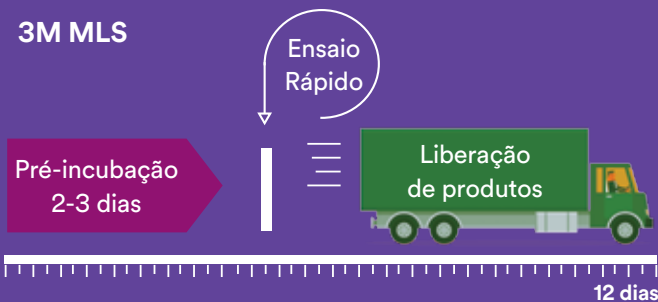 3M MLS
Ensaio
Rápido
Pré-incubação
2-3 dias
Liberação
de produtos
12 dias